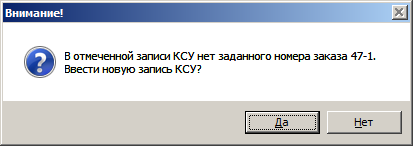 Внимание!
В отмеченной записи КСУ нет заданного номера заказа 47-1.
Ввести новую запись КСУ?
Да
Нет